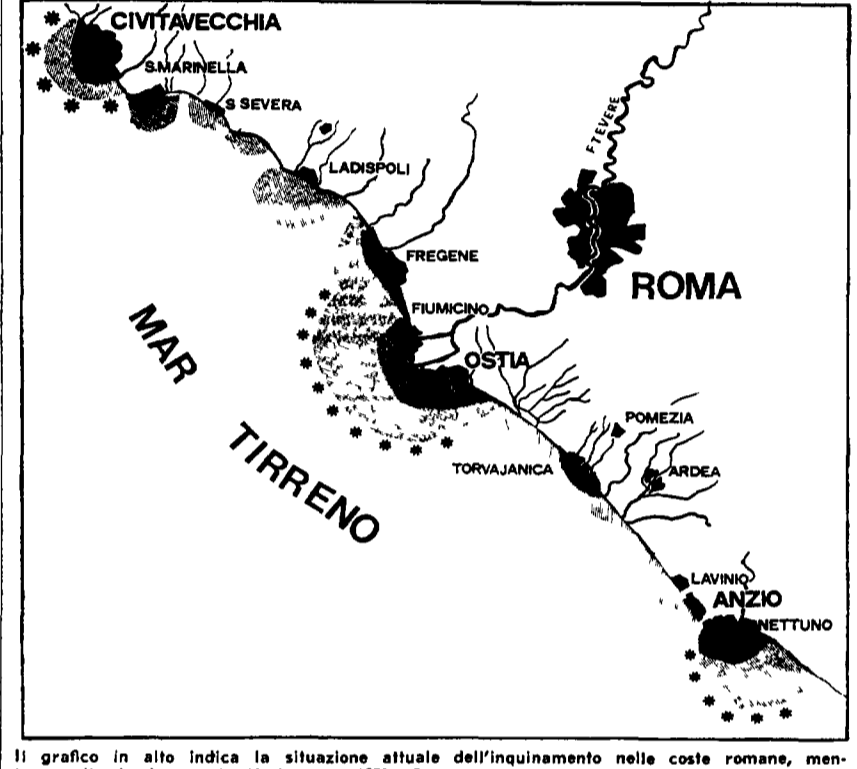 CIVITAVECCHIA
S.MARINELLA
S SEVERA
LADISPOLI
F TEVERE
FREGENE
ROMA
FIUMICINO
MAR
OSTIA
TIRRENO
POMEZIA
TORVAJANICA
ARDEA
LAVINIO
ANZIO
NETTUNO
Il grafico in alto indica la situazione attuale dell'inquinamento nelle coste romane, men-